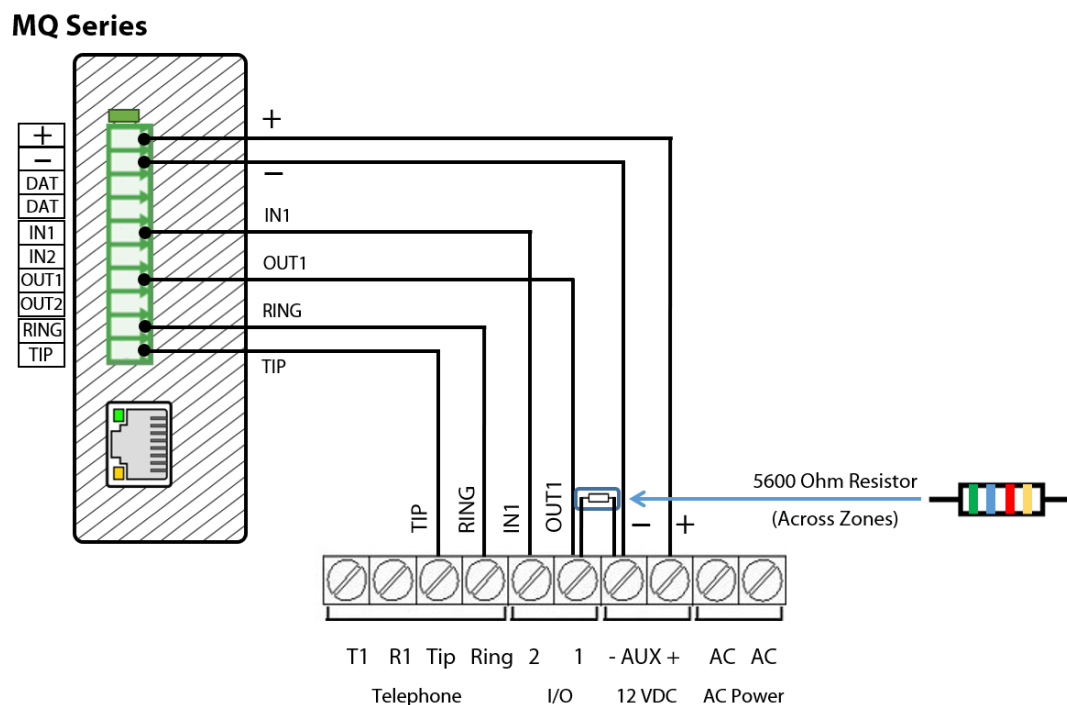 MQ Series
+
−
DAT
DAT
IN1
IN2
OUT1
OUT2
RING
TIP
+
−
IN1
OUT1
RING
TIP
TIP
RING
IN1
OUT1
− +
5600 Ohm Resistor
(Across Zones)
T1 R1 Tip Ring 2 1 - AUX + AC AC
Telephone I/O 12 VDC AC Power